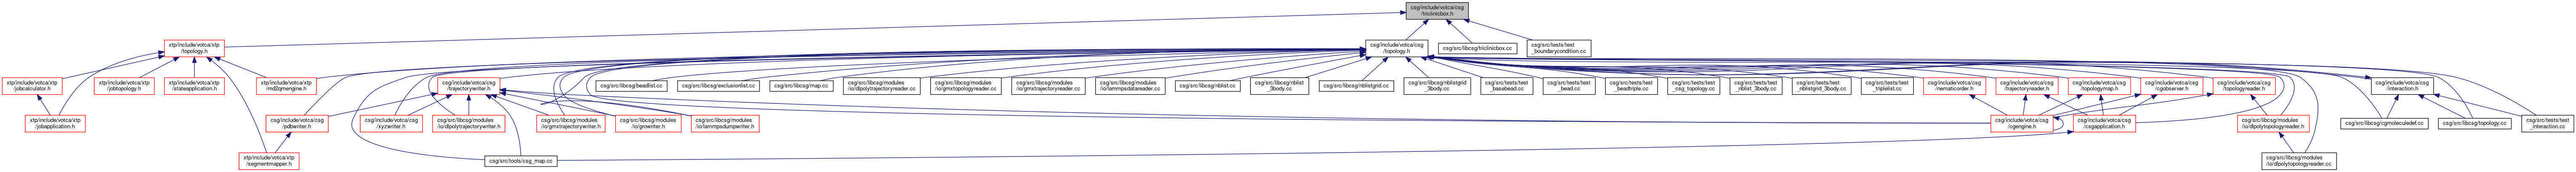 csg/include/votca/csg
/triclinicbox.h
xtp/include/votca/xtp
/topology.h
csg/include/votca/csg
/topology.h
csg/src/libcsg/triclinicbox.cc
csg/src/tests/test
_boundarycondition.cc
xtp/include/votca/xtp
/jobcalculator.h
xtp/include/votca/xtp
/jobtopology.h
xtp/include/votca/xtp
/stateapplication.h
xtp/include/votca/xtp
/md2qmengine.h
csg/include/votca/csg
/trajectorywriter.h
csg/src/libcsg/beadlist.cc
csg/src/libcsg/exclusionlist.cc
csg/src/libcsg/map.cc
csg/src/libcsg/modules
/io/dlpolytrajectoryreader.cc
csg/src/libcsg/modules
/io/gmxtopologyreader.cc
csg/src/libcsg/modules
/io/gmxtrajectoryreader.cc
csg/src/libcsg/modules
/io/lammpsdatareader.cc
csg/src/libcsg/nblist.cc
csg/src/libcsg/nblist
_3body.cc
csg/src/libcsg/nblistgrid.cc
csg/src/libcsg/nblistgrid
_3body.cc
csg/src/tests/test
_basebead.cc
csg/src/tests/test
_bead.cc
csg/src/tests/test
_beadtriple.cc
csg/src/tests/test
_csg_topology.cc
csg/src/tests/test
_nblist_3body.cc
csg/src/tests/test
_nblistgrid_3body.cc
csg/src/tests/test
_triplelist.cc
csg/include/votca/csg
/nematicorder.h
csg/include/votca/csg
/trajectoryreader.h
csg/include/votca/csg
/topologymap.h
csg/include/votca/csg
/cgobserver.h
csg/include/votca/csg
/topologyreader.h
csg/include/votca/csg
/interaction.h
xtp/include/votca/xtp
/jobapplication.h
csg/include/votca/csg
/pdbwriter.h
csg/include/votca/csg
/xyzwriter.h
csg/src/libcsg/modules
/io/dlpolytrajectorywriter.h
csg/src/libcsg/modules
/io/gmxtrajectorywriter.h
csg/src/libcsg/modules
/io/growriter.h
csg/src/libcsg/modules
/io/lammpsdumpwriter.h
csg/include/votca/csg
/cgengine.h
csg/include/votca/csg
/csgapplication.h
csg/src/libcsg/modules
/io/dlpolytopologyreader.h
csg/src/libcsg/cgmoleculedef.cc
csg/src/libcsg/topology.cc
csg/src/tests/test
_interaction.cc
xtp/include/votca/xtp
/segmentmapper.h
csg/src/tools/csg_map.cc
csg/src/libcsg/modules
/io/dlpolytopologyreader.cc